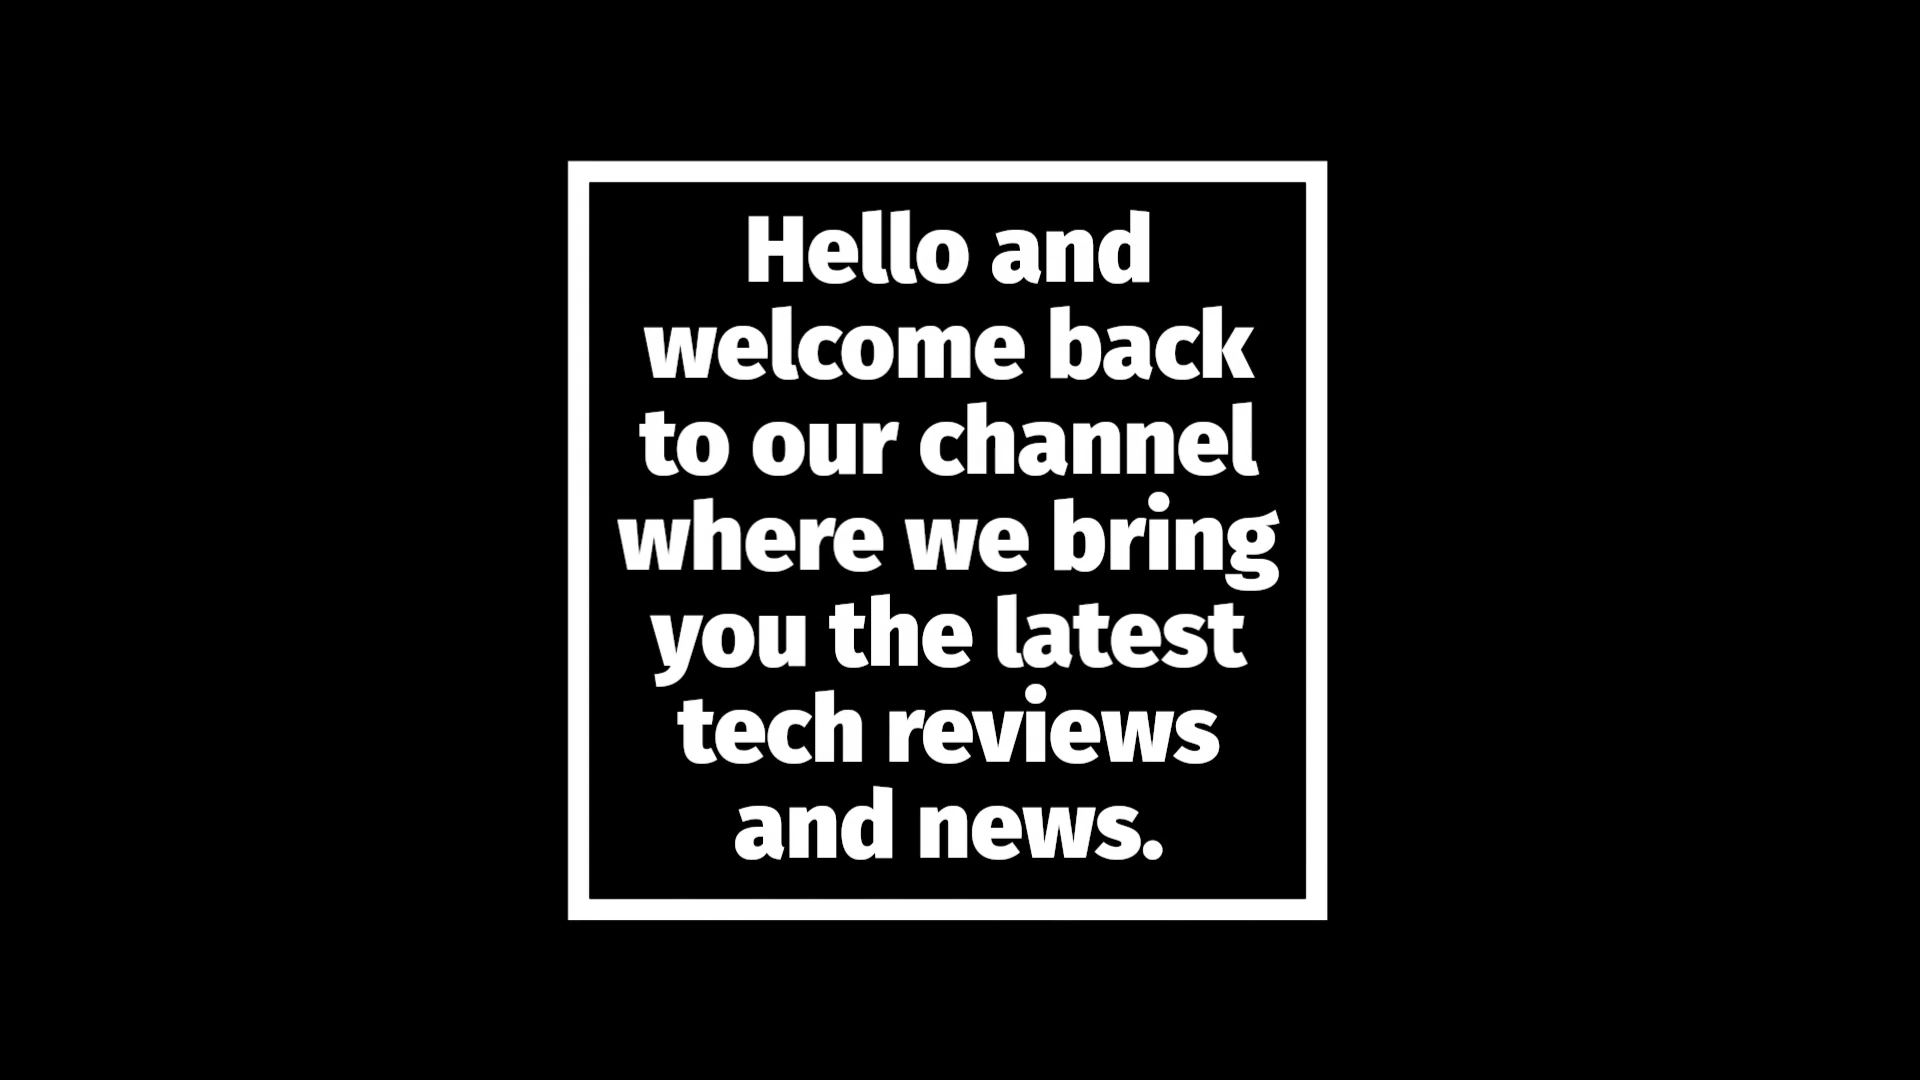 Hello and
welcome back
to our channel
where we bring
you the latest
tech reviews
and news.